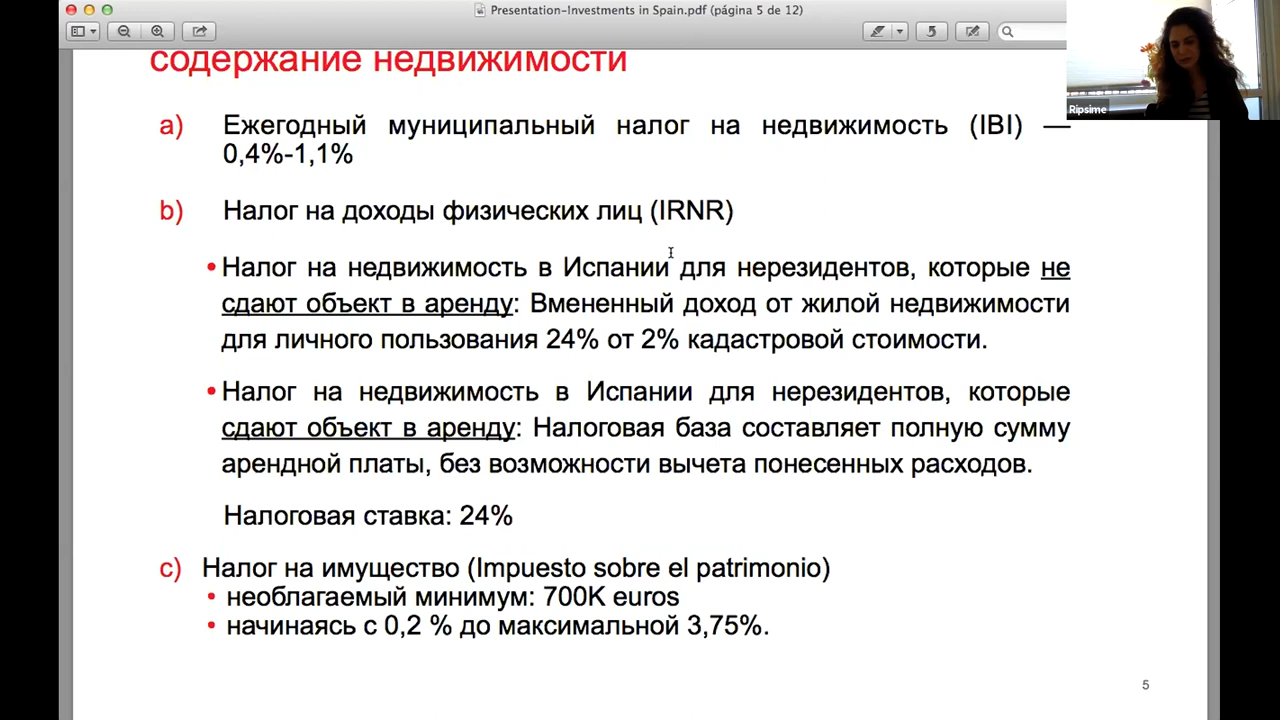 Presentation-Investments in Spain.pdf (página 5 de 12)
Ripsime
содержание недвижимости
a) Ежегодный муниципальный налог на недвижимость (IBI) —
0,4%-1,1%
b) Налог на доходы физических лиц (IRNR)
• Налог на недвижимость в Испании для нерезидентов, которые не
сдают объект в аренду: Вмененный доход от жилой недвижимости
для личного пользования 24% от 2% кадастровой стоимости.
• Налог на недвижимость в Испании для нерезидентов, которые
сдают объект в аренду: Налоговая база составляет полную сумму
арендной платы, без возможности вычета понесенных расходов.
Налоговая ставка: 24%
c) Налог на имущество (Impuesto sobre el patrimonio)
• необлагаемый минимум: 700K euros
• начинаясь с 0,2 % до максимальной 3,75%.
5